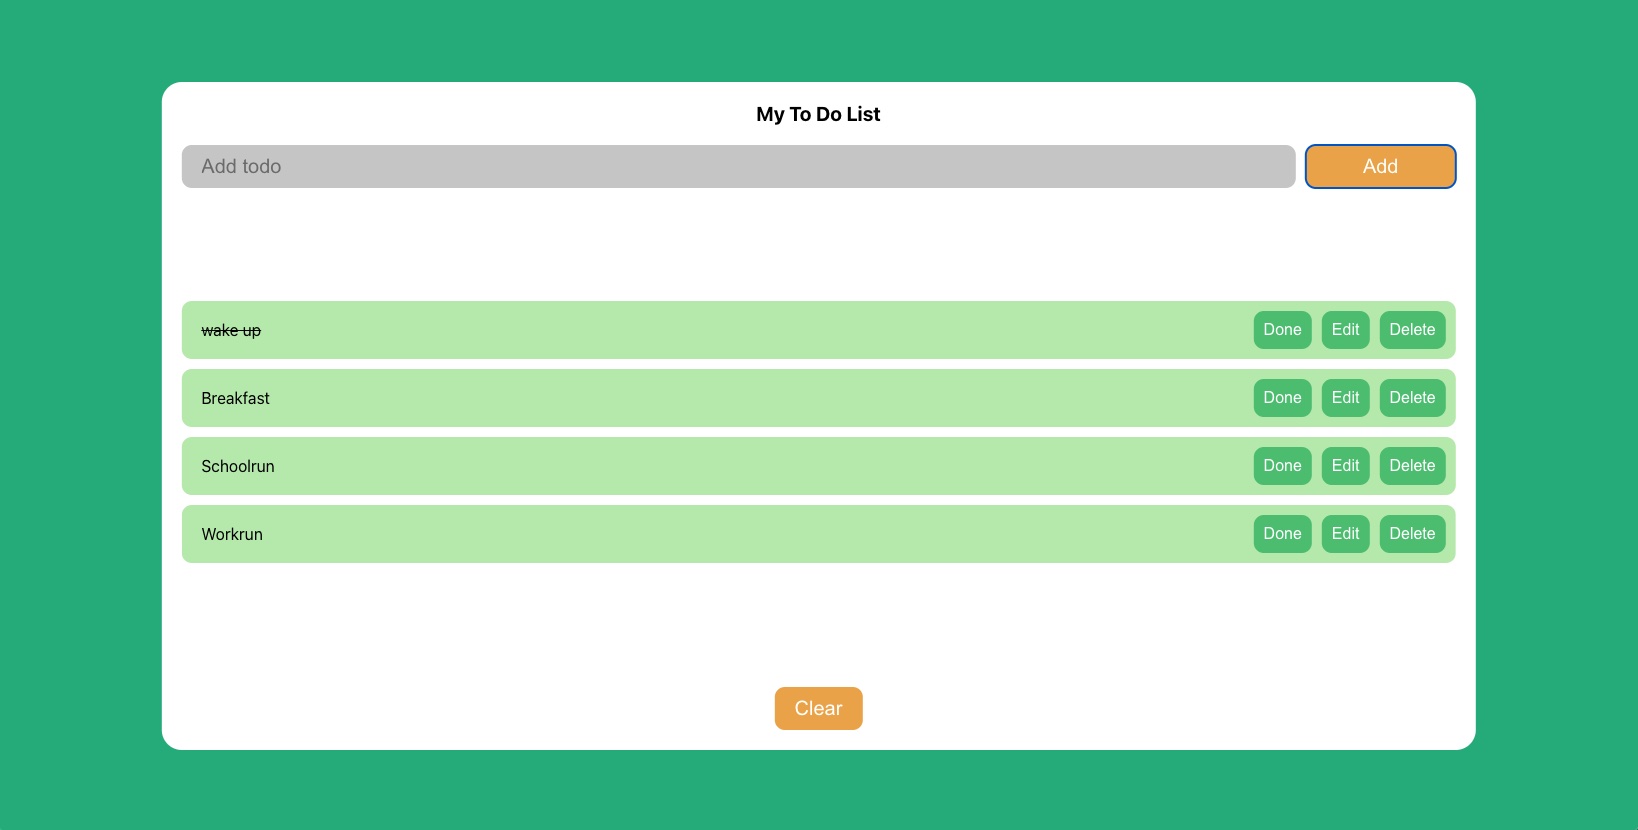 My To Do List
Add todo Add
wake up Done Edit Delete
Breakfast Done Edit Delete
Schoolrun Done Edit Delete
Workrun Done Edit Delete
Clear